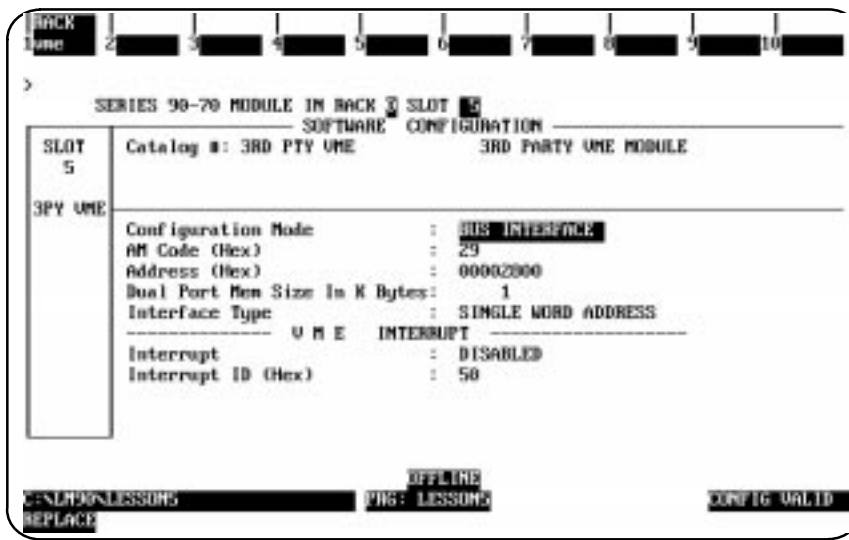 RACK
1vme 2 3 4 5 6 7 8 9 10
>
SERIES 90-70 MODULE IN RACK 0 SLOT 5
SOFTWARE CONFIGURATION
SLOT
5
3PY VME
Catalog #: 3RD PTY VME 3RD PARTY VME MODULE
Configuration Mode : BUS INTERFACE
AM Code (Hex) : 29
Address (Hex) : 00002800
Dual Port Mem Size In K Bytes: 1
Interface Type : SINGLE WORD ADDRESS
-------------- V M E INTERRUPT -------------------
Interrupt : DISABLED
Interrupt ID (Hex) : 50
OFFLINE
C:\LM90\LESSON5 PRG: LESSON5 CONFIG VALID
REPLACE